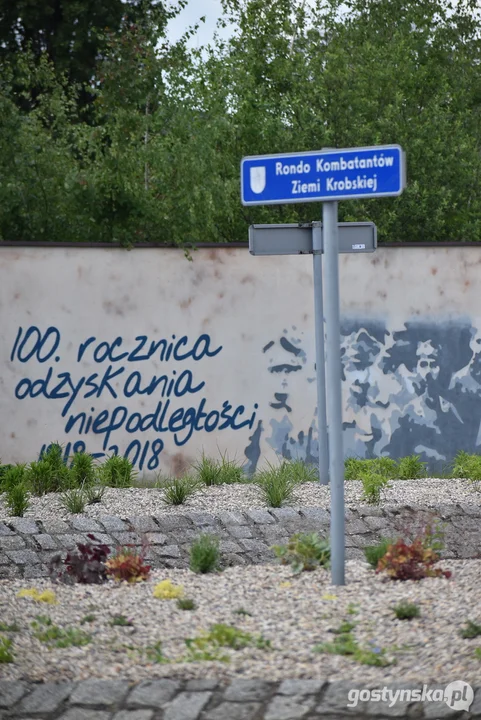 Rondo Kombatantów
Ziemi Krobskiej
100. rocznica
odzyskania
niepodległości
1918-2018
gostynska.pl